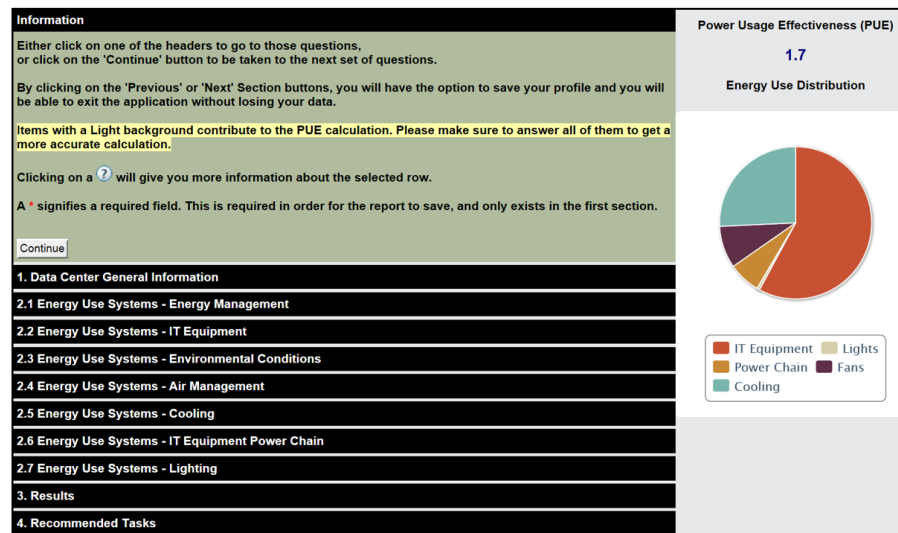 Information
Either click on one of the headers to go to those questions,
or click on the 'Continue' button to be taken to the next set of questions.
By clicking on the 'Previous' or 'Next' Section buttons, you will have the option to save your profile and you will
be able to exit the application without losing your data.
Items with a Light background contribute to the PUE calculation. Please make sure to answer all of them to get a
more accurate calculation.
Clicking on a ? will give you more information about the selected row.
A * signifies a required field. This is required in order for the report to save, and only exists in the first section.
Continue
1. Data Center General Information
2.1 Energy Use Systems - Energy Management
2.2 Energy Use Systems - IT Equipment
2.3 Energy Use Systems - Environmental Conditions
2.4 Energy Use Systems - Air Management
2.5 Energy Use Systems - Cooling
2.6 Energy Use Systems - IT Equipment Power Chain
2.7 Energy Use Systems - Lighting
3. Results
4. Recommended Tasks
Power Usage Effectiveness (PUE)
1.7
Energy Use Distribution
IT Equipment Lights
Power Chain Fans
Cooling